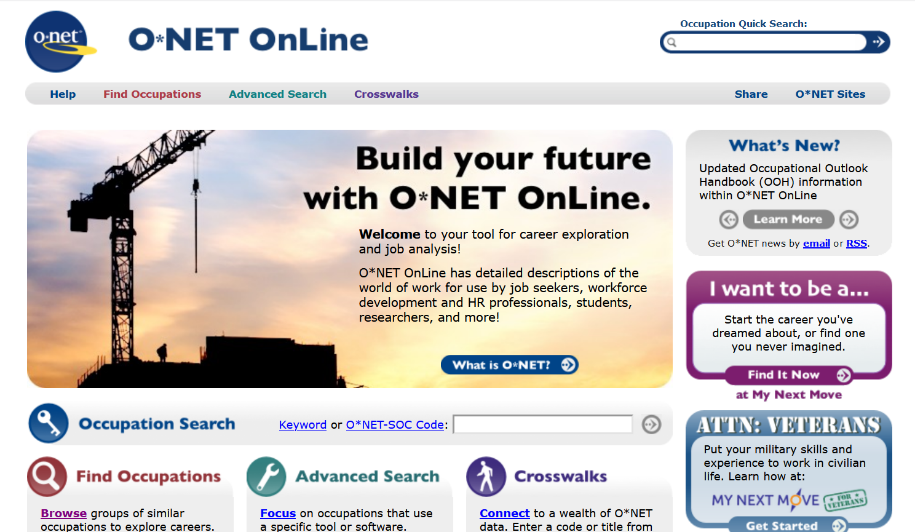 o·net
O*NET OnLine
Occupation Quick Search:
Help Find Occupations Advanced Search Crosswalks Share O*NET Sites
Build your future
with O*NET OnLine.
Welcome to your tool for career exploration
and job analysis!
O*NET OnLine has detailed descriptions of the
world of work for use by job seekers, workforce
development and HR professionals, students,
researchers, and more!
What is O*NET?
What's New?
Updated Occupational Outlook
Handbook (OOH) information
within O*NET OnLine
Learn More
Get O*NET news by email or RSS.
I want to be a...
Start the career you've
dreamed about, or find one
you never imagined.
Find It Now
at My Next Move
ATTN: VETERANS
Put your military skills and
experience to work in civilian
life. Learn how at:
MY NEXT MOVE
FOR
VETERANS
Get Started
Occupation Search
Keyword or O*NET-SOC Code:
Find Occupations
Browse groups of similar
occupations to explore careers.
Advanced Search
Focus on occupations that use
a specific tool or software.
Crosswalks
Connect to a wealth of O*NET
data. Enter a code or title from